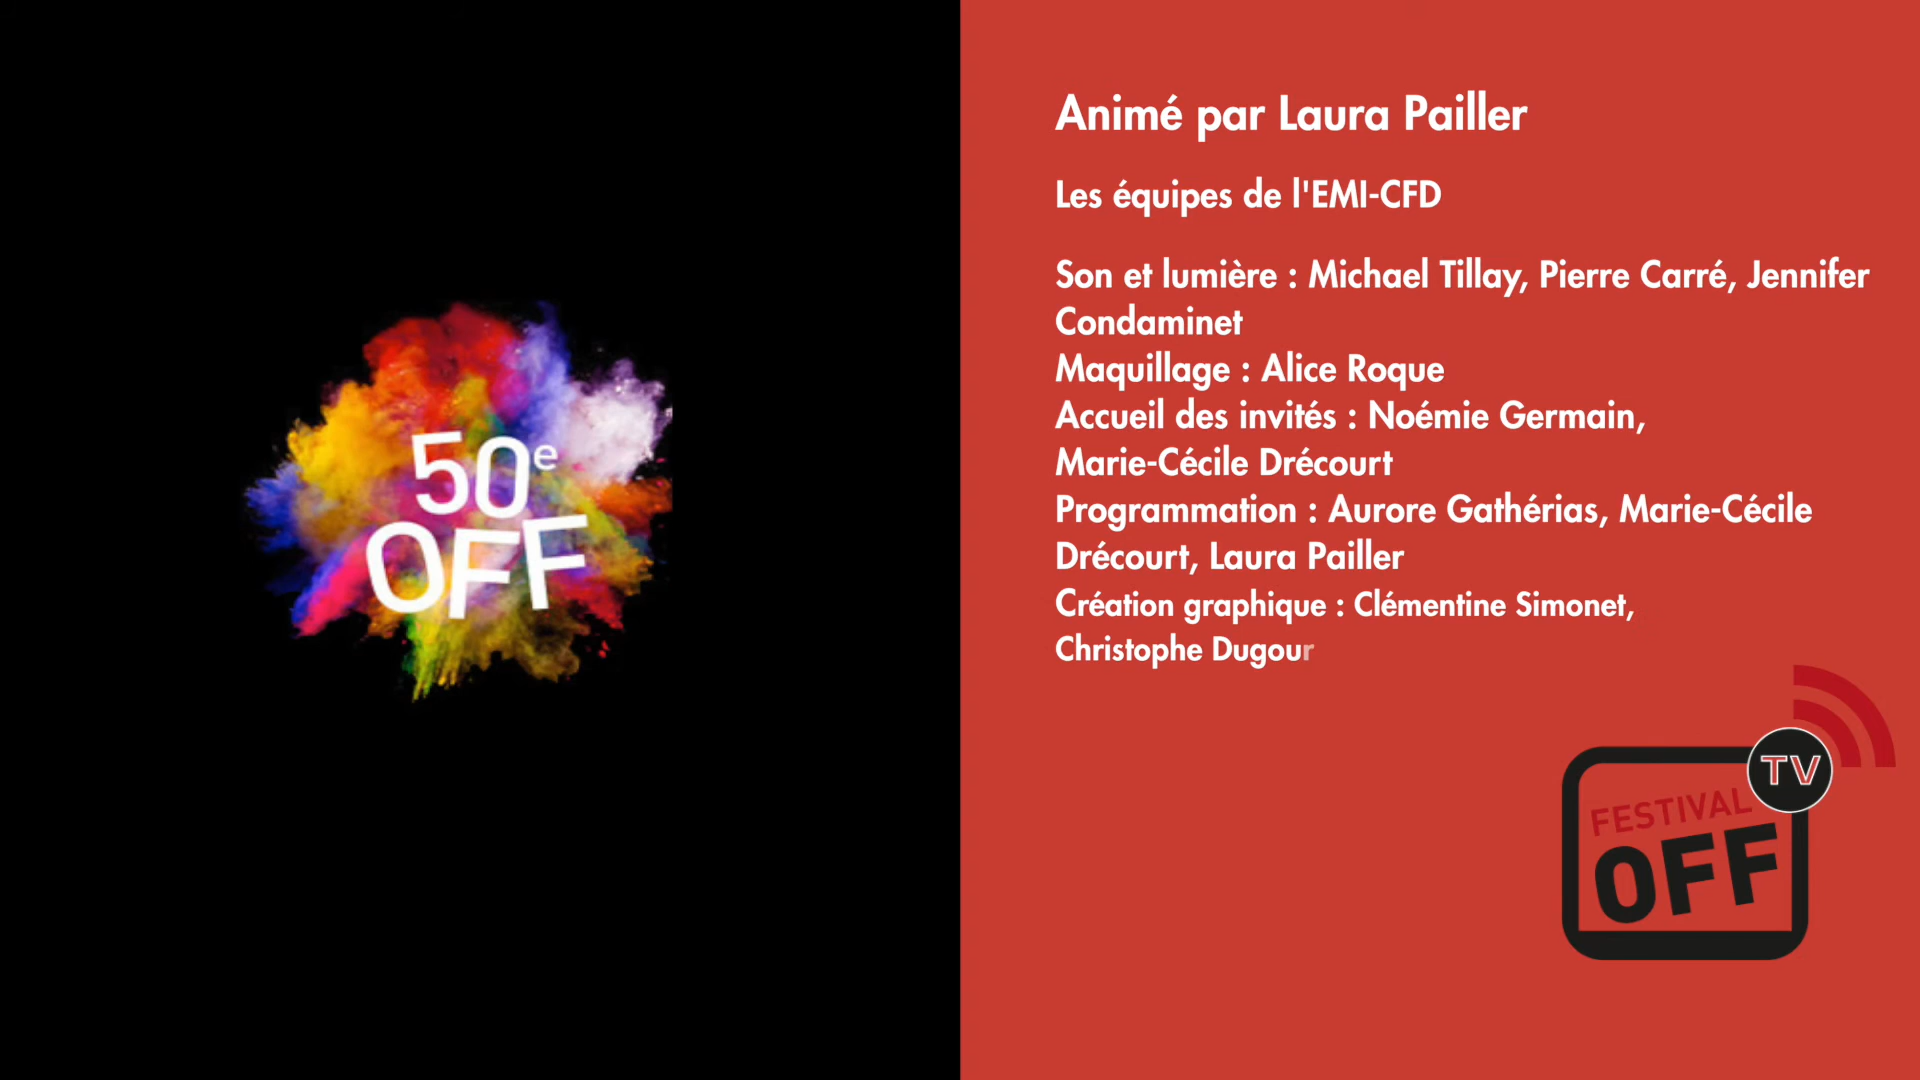 50e
OFF
Animé par Laura Pailler
Les équipes de l'EMI-CFD
Son et lumière : Michael Tillay, Pierre Carré, Jennifer
Condaminet
Maquillage : Alice Roque
Accueil des invités : Noémie Germain,
Marie-Cécile Drécourt
Programmation : Aurore Gathérias, Marie-Cécile
Drécourt, Laura Pailler
Création graphique : Clémentine Simonet,
Christophe Dugour
TV
FESTIVAL
OFF